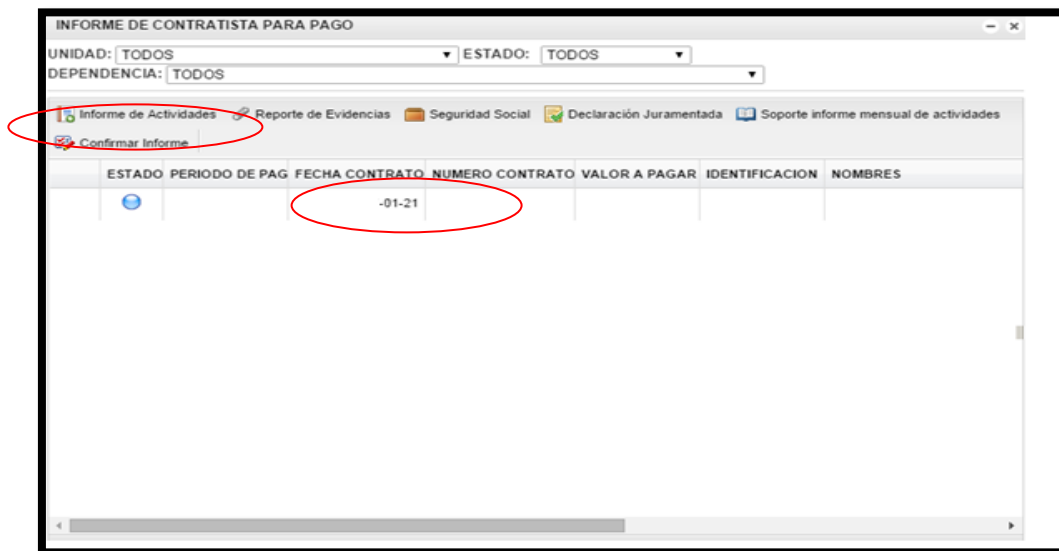 INFORME DE CONTRATISTA PARA PAGO
UNIDAD: TODOS ESTADO: TODOS
DEPENDENCIA: TODOS
Informe de Actividades Reporte de Evidencias Seguridad Social Declaración Juramentada Soporte informe mensual de actividades
Confirmar Informe
ESTADO PERIODO DE PAG FECHA CONTRATO NUMERO CONTRATO VALOR A PAGAR IDENTIFICACION NOMBRES
-01-21